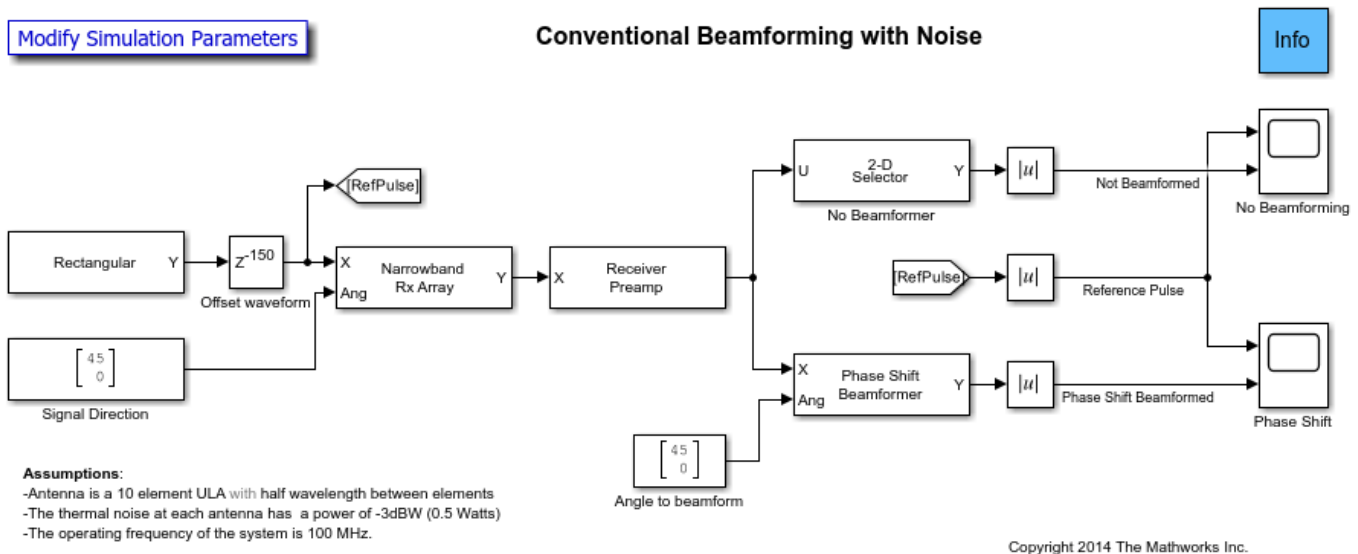 Modify Simulation Parameters
Conventional Beamforming with Noise
Info
[RefPulse]
U
2-D
Selector
Y
|u|
Not Beamformed
No Beamformer
No Beamforming
Rectangular
Y
Z-150
Offset waveform
X
Ang
Narrowband
Rx Array
Y
X
Receiver
Preamp
[RefPulse]
|u|
Reference Pulse
45
0
Signal Direction
X
Ang
Phase Shift
Beamformer
Y
|u|
Phase Shift Beamformed
Phase Shift
45
0
Angle to beamform
Assumptions:
-Antenna is a 10 element ULA with half wavelength between elements
-The thermal noise at each antenna has a power of -3dBW (0.5 Watts)
-The operating frequency of the system is 100 MHz.
Copyright 2014 The Mathworks Inc.